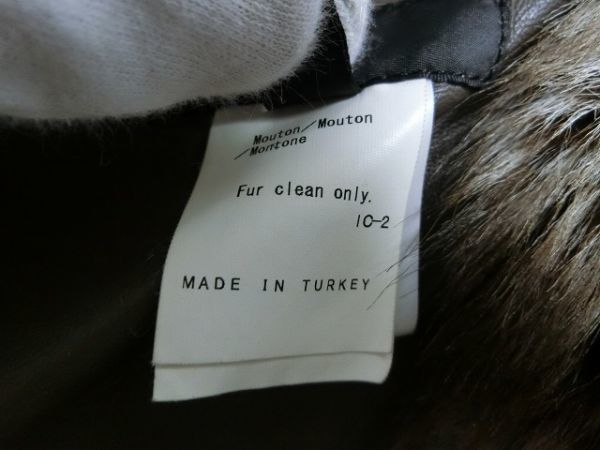 Mouton/Mouton
/Montone
Fur clean only.
IC-2
MADE IN TURKEY